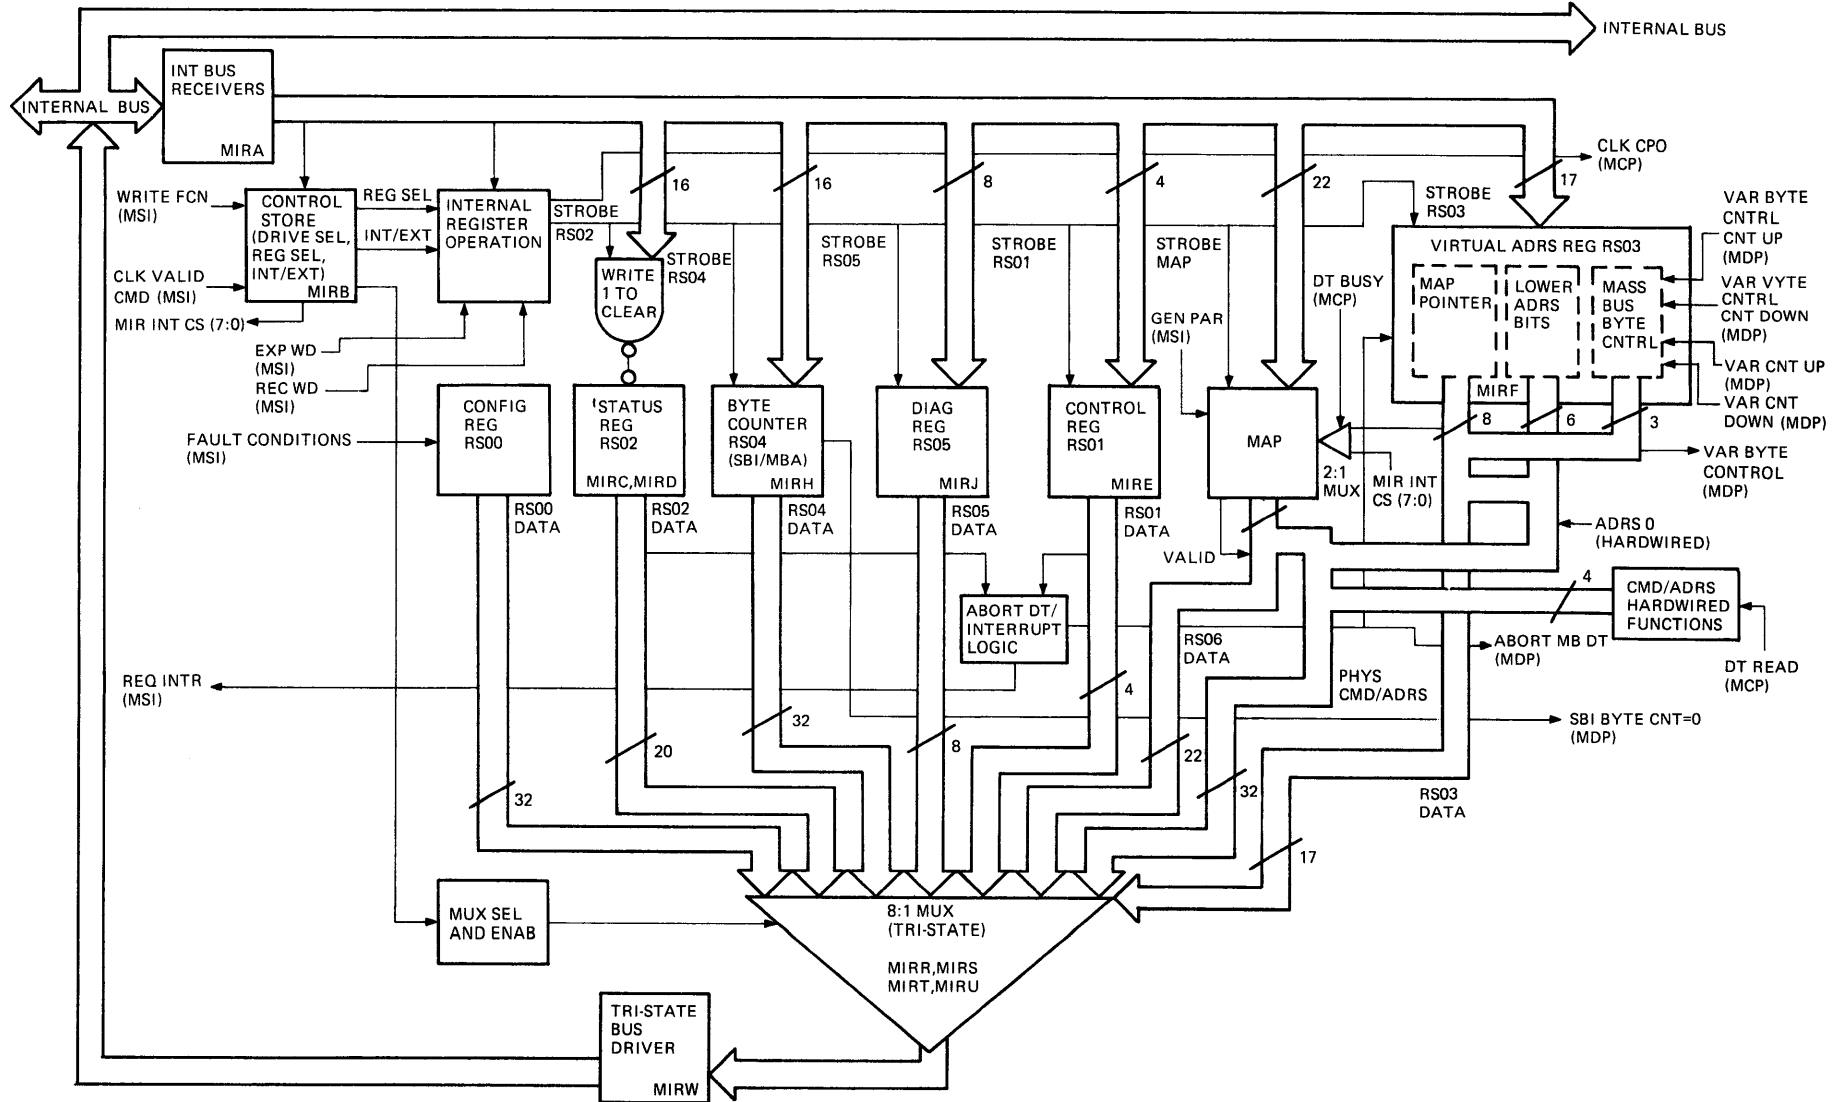 INTERNAL BUS
INT BUS
RECEIVERS
MIRA
INTERNAL BUS
CLK CPO
(MCP)
16
16
8
4
22
17
WRITE FCN
(MSI)
CONTROL
STORE
(DRIVE SEL,
REG SEL,
INT/EXT)
MIRB
REG SEL
INT/EXT
INTERNAL
REGISTER
OPERATION
STROBE
RS02
STROBE
RS04
STROBE
RS05
STROBE
RS01
STROBE
MAP
STROBE
RS03
VAR BYTE
CNTRL
CNT UP
(MDP)
VAR VYTE
CNTRL
CNT DOWN
(MDP)
VAR CNT UP
(MDP)
VAR CNT
DOWN (MDP)
VIRTUAL ADRS REG RS03
MAP
POINTER
LOWER
ADRS
BITS
MASS
BUS
BYTE
CNTRL
MIRF
CLK VALID
CMD (MSI)
MIR INT CS (7:0)
WRITE
1 TO
CLEAR
DT BUSY
(MCP)
GEN PAR
(MSI)
EXP WD
(MSI)
REC WD
(MSI)
CONFIG
REG
RS00
STATUS
REG
RS02
MIRC,MIRD
BYTE
COUNTER
RS04
(SBI/MBA)
MIRH
DIAG
REG
RS05
MIRJ
CONTROL
REG
RS01
MIRE
MAP
2:1
MUX
MIR INT
CS (7:0)
8
6
3
VAR BYTE
CONTROL
(MDP)
FAULT CONDITIONS
(MSI)
RS00
DATA
RS02
DATA
RS04
DATA
RS05
DATA
RS01
DATA
VALID
ADRS 0
(HARDWIRED)
4
CMD/ADRS
HARDWIRED
FUNCTIONS
ABORT DT/
INTERRUPT
LOGIC
RS06
DATA
ABORT MB DT
(MDP)
DT READ
(MCP)
REQ INTR
(MSI)
PHYS
CMD/ADRS
4
32
SBI BYTE CNT=0
(MDP)
20
8
22
32
32
RS03
DATA
17
MUX SEL
AND ENAB
8:1 MUX
(TRI-STATE)
MIRR,MIRS
MIRT,MIRU
TRI-STATE
BUS
DRIVER
MIRW